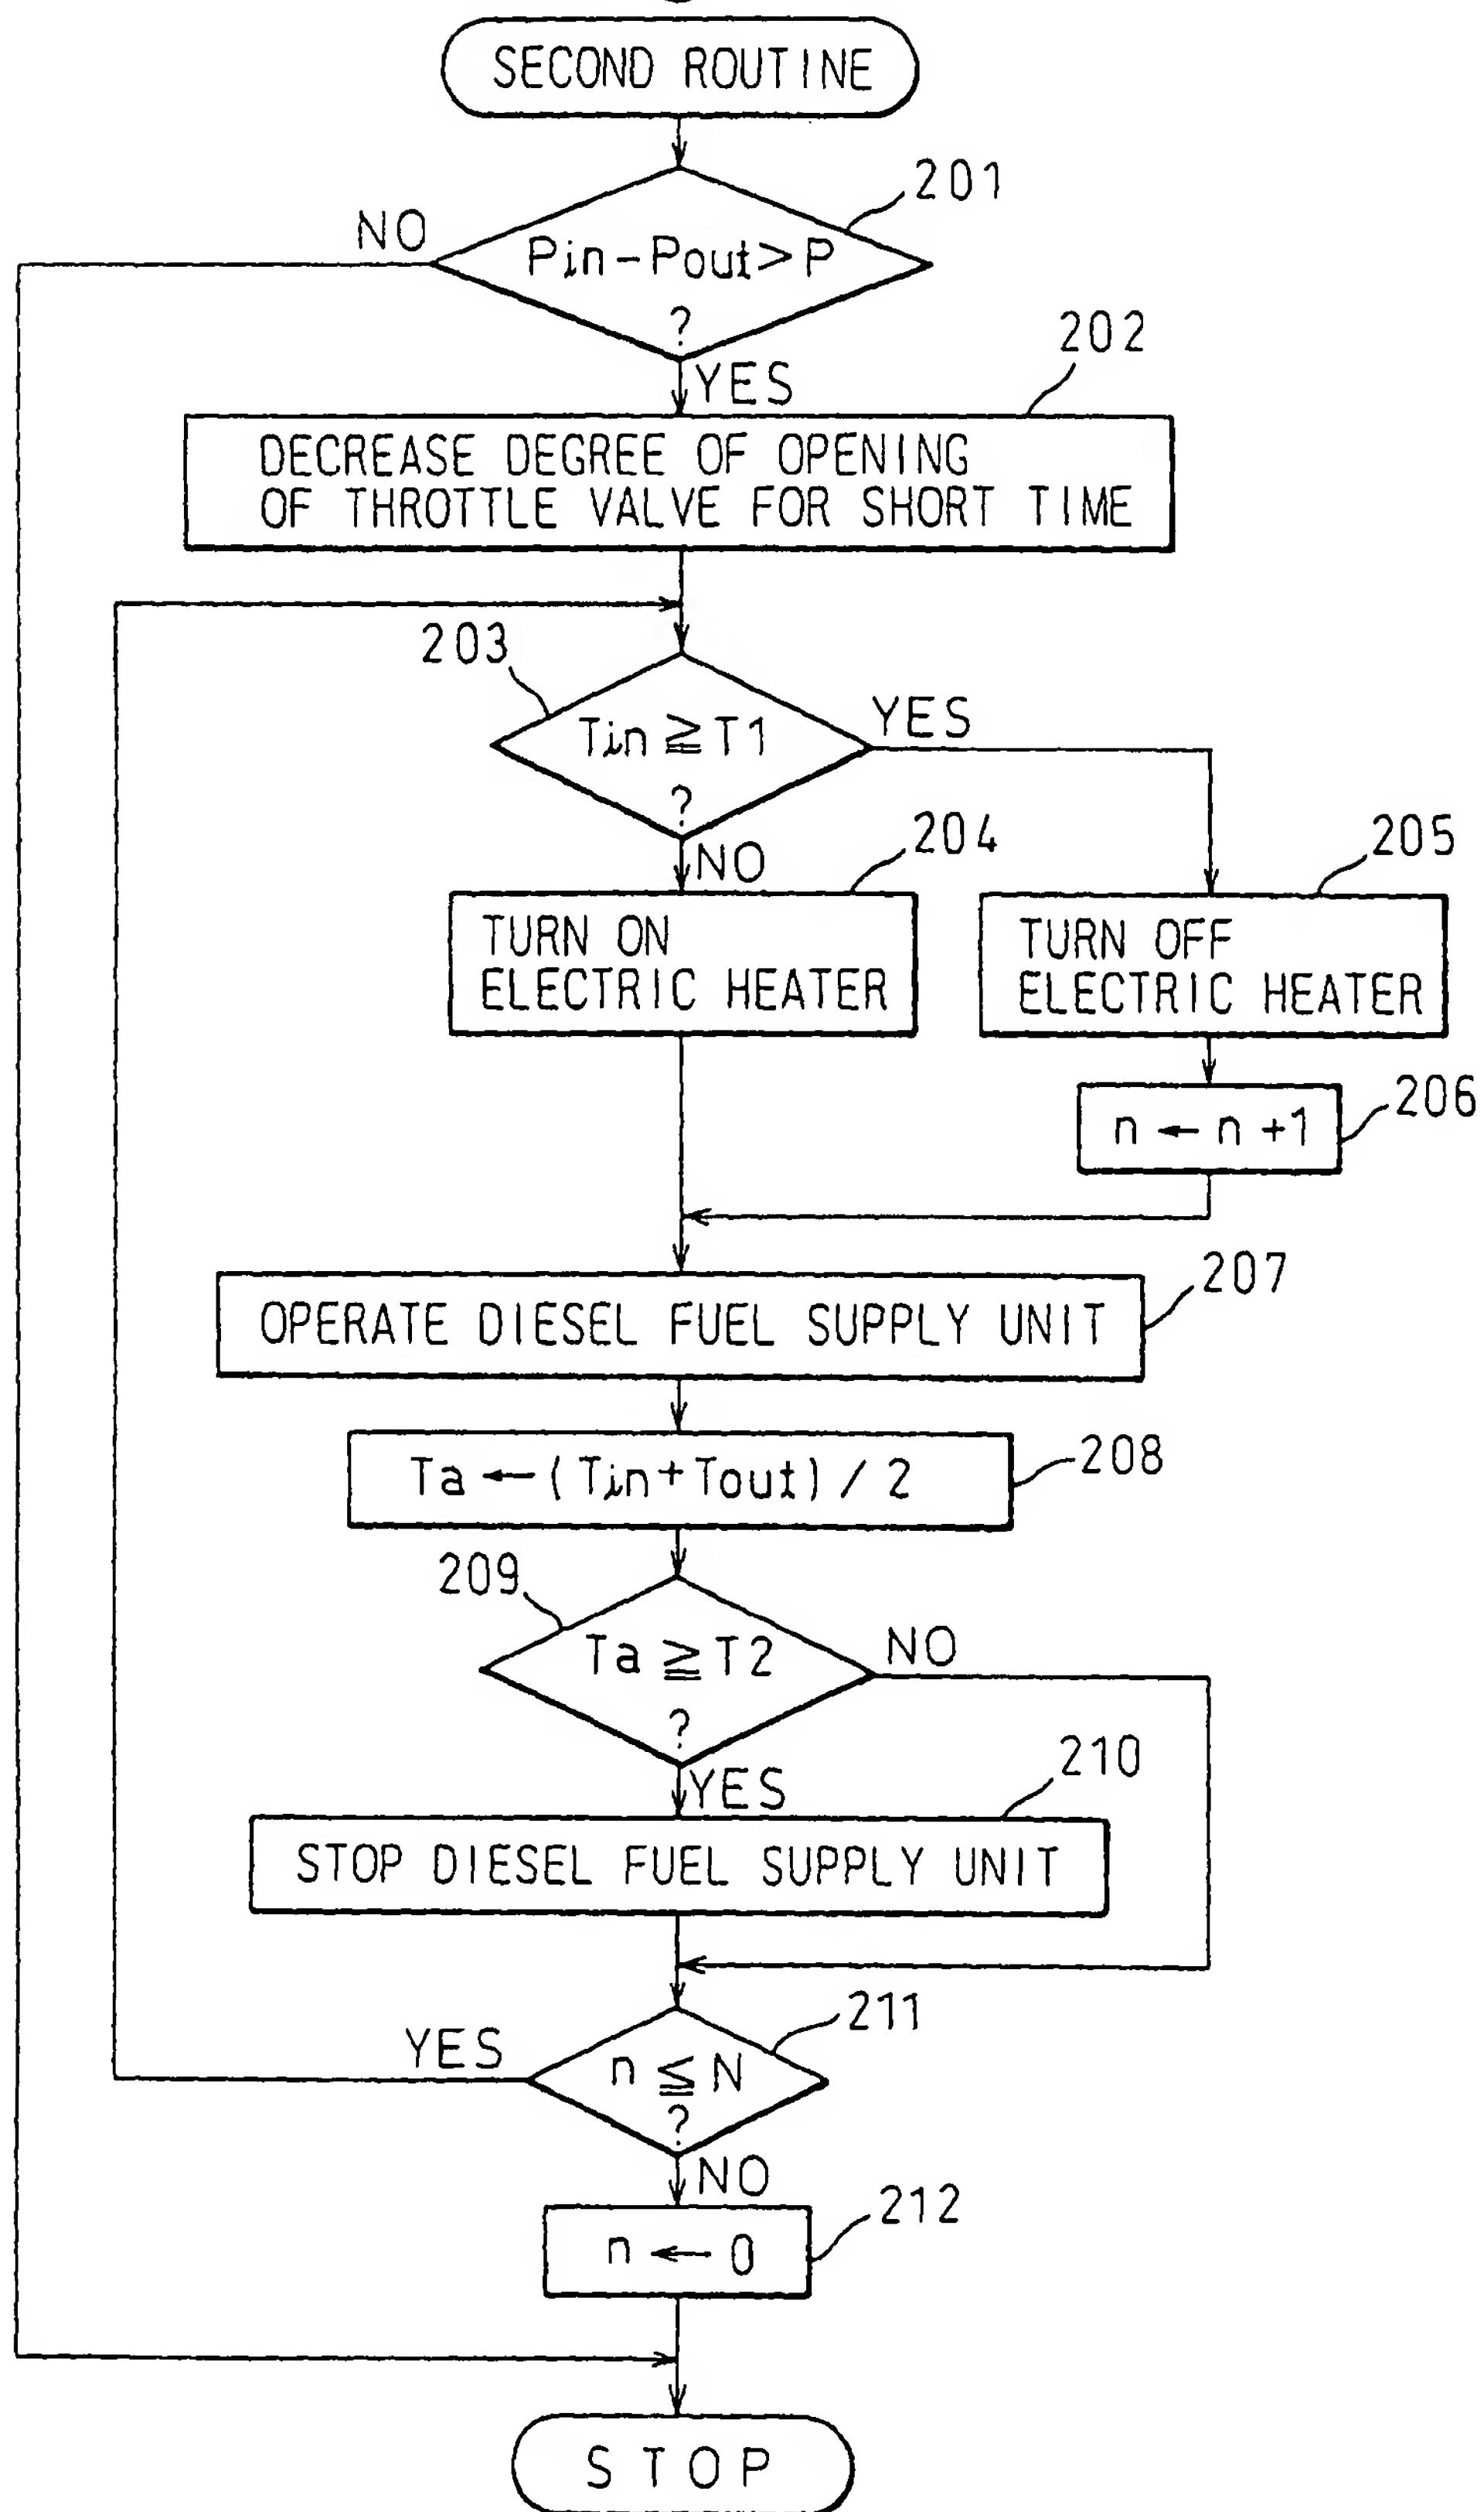 SECOND ROUTINE
201
NO
Pin-Pout>P
?
202
YES
DECREASE DEGREE OF OPENING
OF THROTTLE VALVE FOR SHORT TIME
203
YES
Tin≧T1
?
204
205
NO
TURN ON
ELECTRIC HEATER
TURN OFF
ELECTRIC HEATER
206
n←n+1
207
OPERATE DIESEL FUEL SUPPLY UNIT
208
Ta←(Tin+Tout)/2
209
NO
Ta≧T2
?
210
YES
STOP DIESEL FUEL SUPPLY UNIT
211
YES
n≦N
?
NO
212
n←0
STOP